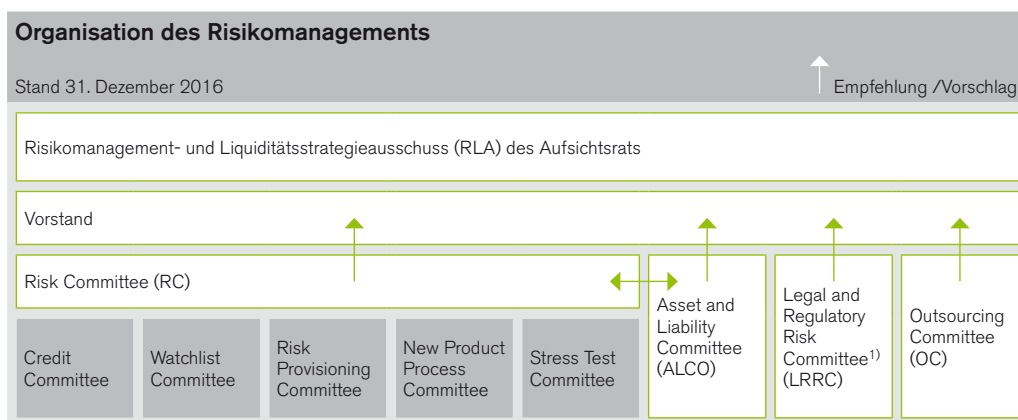 Organisation des Risikomanagements
Stand 31. Dezember 2016
Empfehlung /Vorschlag
Risikomanagement- und Liquiditätsstrategieausschuss (RLA) des Aufsichtsrats
Vorstand
Risk Committee (RC)
Credit
Committee
Watchlist
Committee
Risk
Provisioning
Committee
New Product
Process
Committee
Stress Test
Committee
Asset and
Liability
Committee
(ALCO)
Legal and
Regulatory
Risk
Committee1)
(LRRC)
Outsourcing
Committee
(OC)